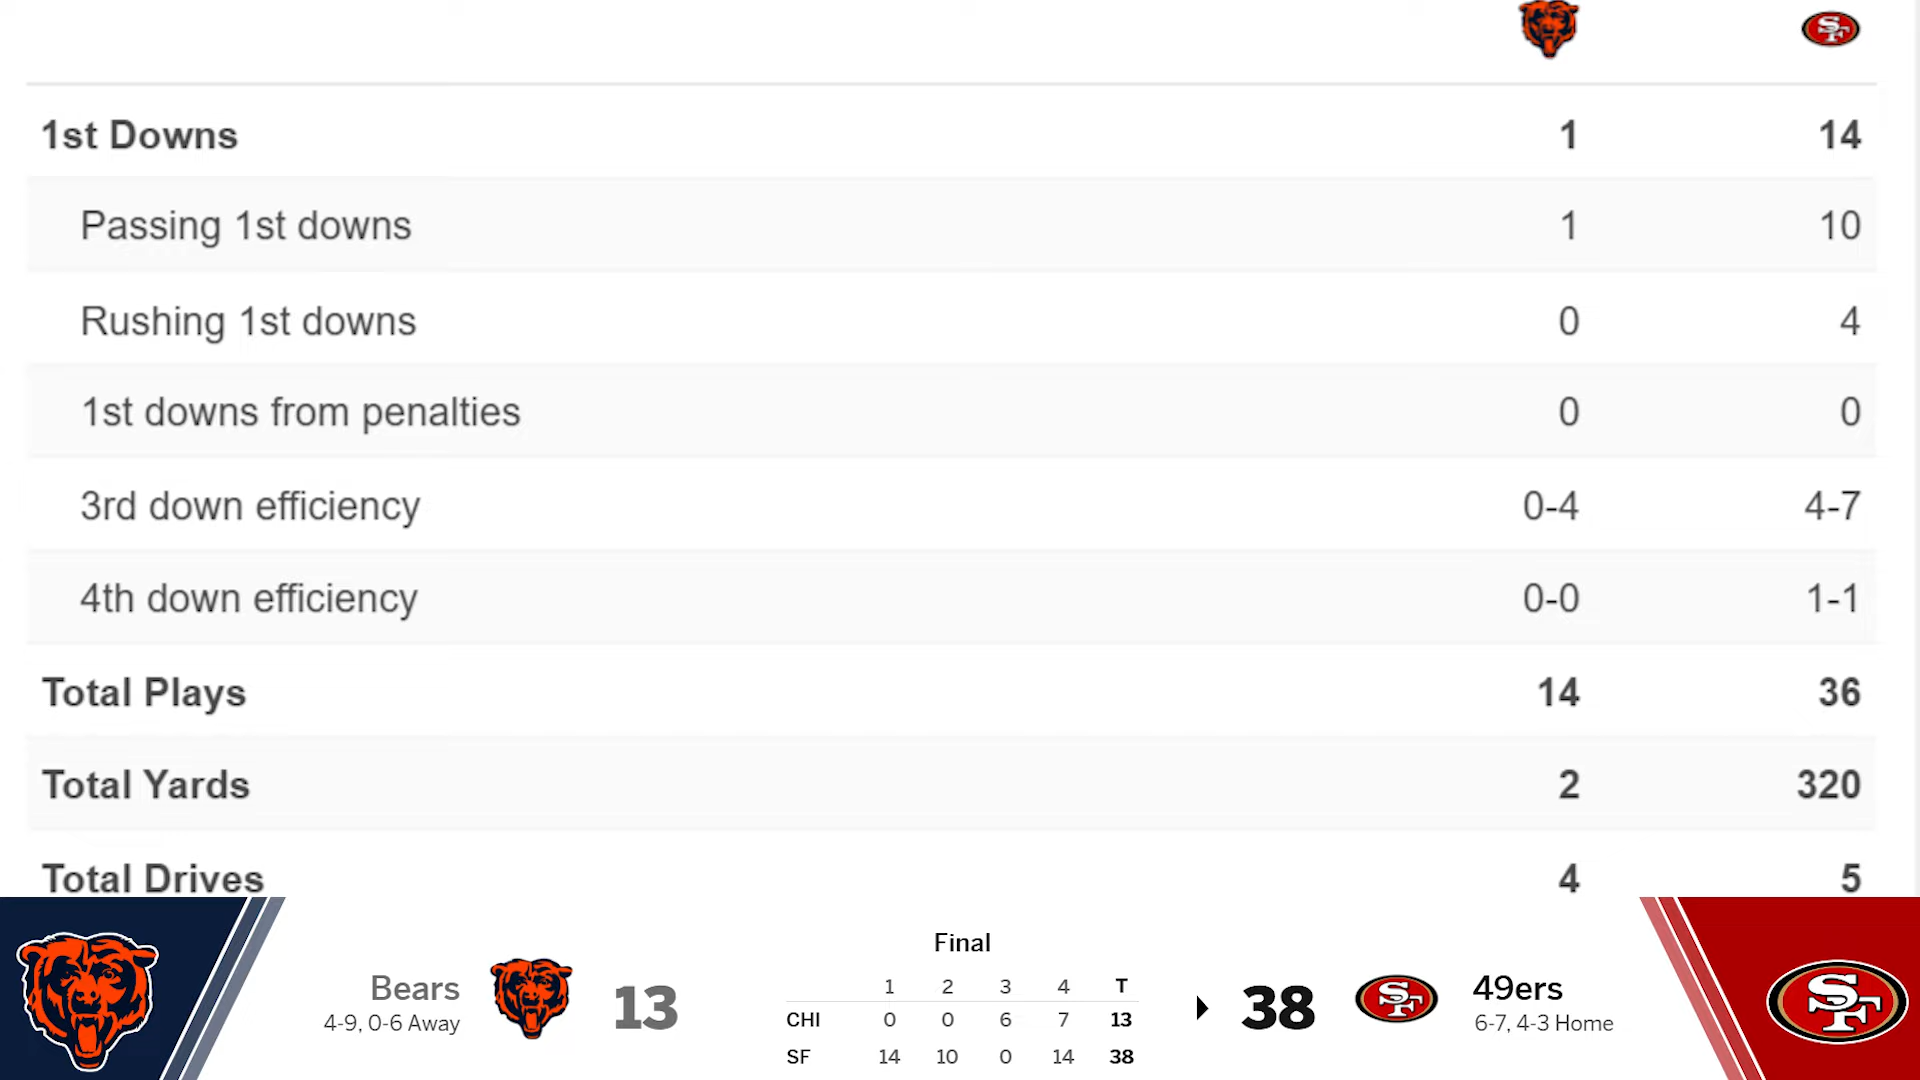 1st Downs 1 14
Passing 1st downs 1 10
Rushing 1st downs 0 4
1st downs from penalties 0 0
3rd down efficiency 0-4 4-7
4th down efficiency 0-0 1-1
Total Plays 14 36
Total Yards 2 320
Total Drives 4 5
Final
Bears 13 38 49ers
4-9, 0-6 Away 6-7, 4-3 Home
1 2 3 4 T
CHI 0 0 6 7 13
SF 14 10 0 14 38
SF
SF
SF